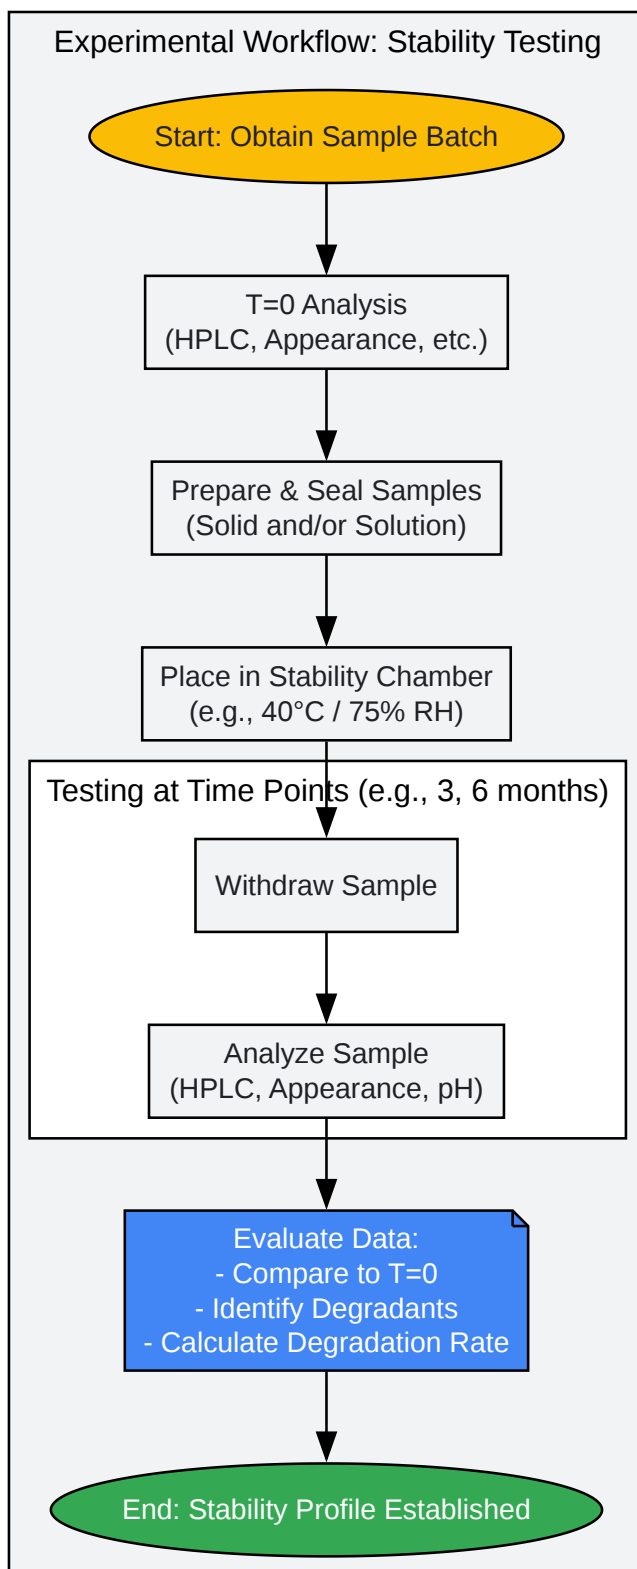 Experimental Workflow: Stability Testing
Start: Obtain Sample Batch
T=0 Analysis
(HPLC, Appearance, etc.)
Prepare & Seal Samples
(Solid and/or Solution)
Place in Stability Chamber
(e.g., 40°C / 75% RH)
Testing at Time Points (e.g., 3, 6 months)
Withdraw Sample
Analyze Sample
(HPLC, Appearance, pH)
Evaluate Data:
- Compare to T=0
- Identify Degradants
- Calculate Degradation Rate
End: Stability Profile Established